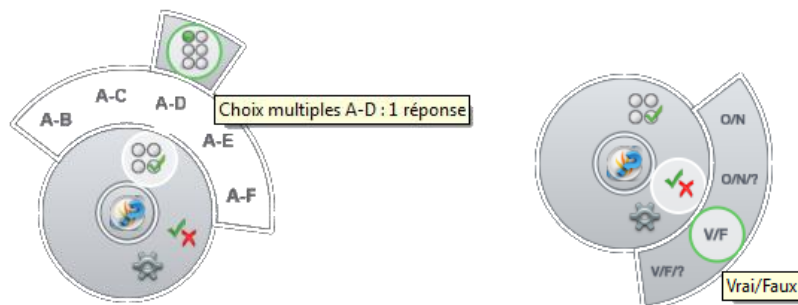 A-B
A-C
A-D
A-E
A-F
Choix multiples A-D : 1 réponse
O/N
O/N/?
V/F
V/F/?
Vrai/Faux